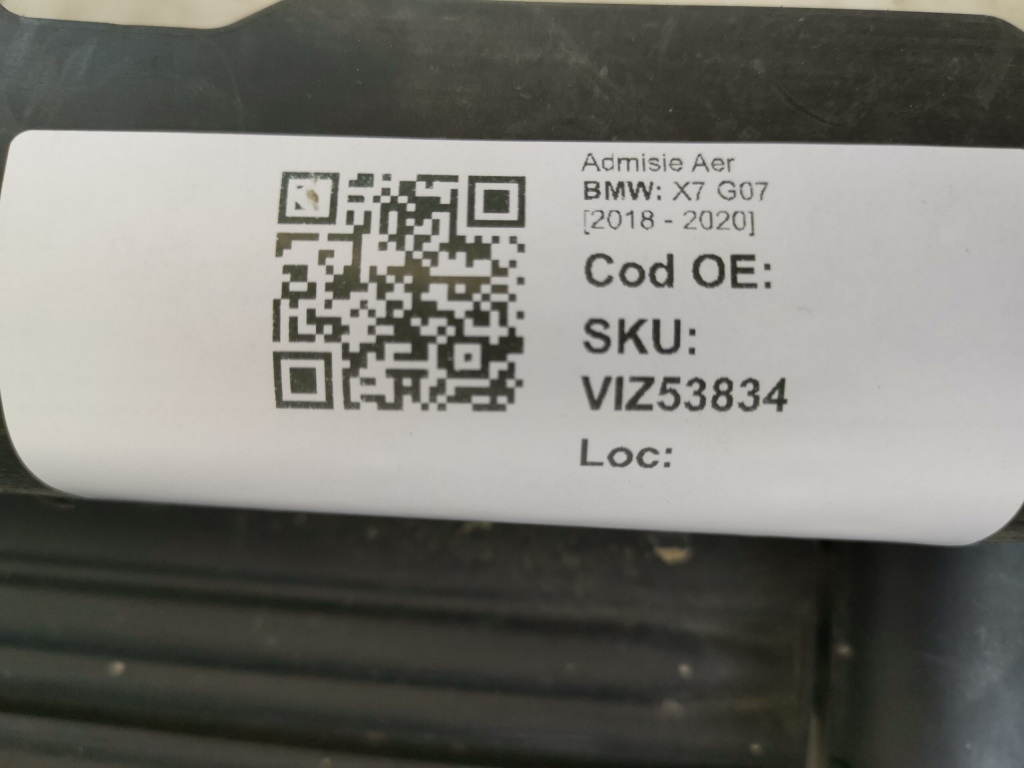 Admisie Aer
BMW: X7 G07
[2018 - 2020]
Cod OE:
SKU:
VIZ53834
Loc: